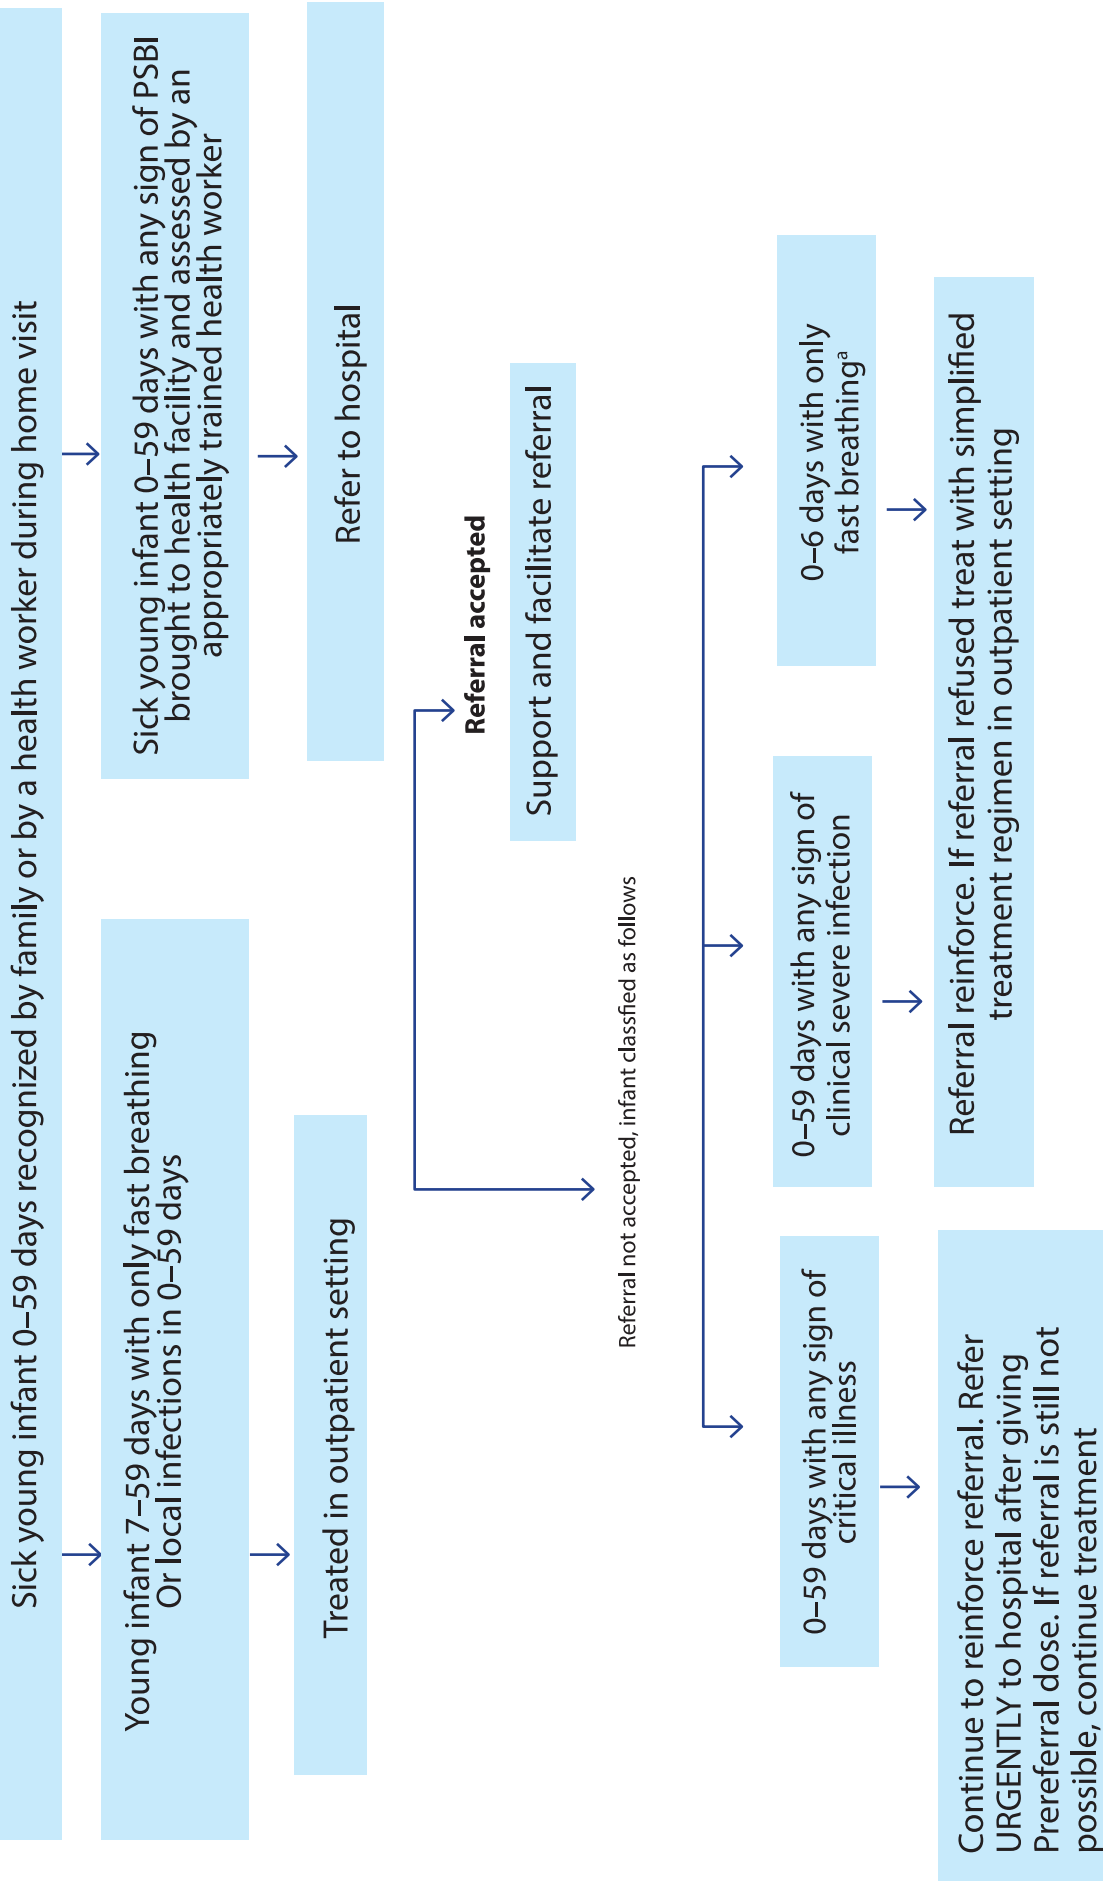 Sick young infant 0–59 days recognized by family or by a health worker during home visit
Young infant 7–59 days with only fast breathing
Or local infections in 0–59 days
Sick young infant 0–59 days with any sign of PSBI
brought to health facility and assessed by an
appropriately trained health worker
Treated in outpatient setting
Refer to hospital
Referral accepted
Support and facilitate referral
Referral not accepted, infant classfied as follows
0–59 days with any sign of
critical illness
0–59 days with any sign of
clinical severe infection
0–6 days with only
fast breathingᵃ
Continue to reinforce referral. Refer
URGENTLY to hospital after giving
Prereferral dose. If referral is still not
possible, continue treatment
Referral reinforce. If referral refused treat with simplified
treatment regimen in outpatient setting